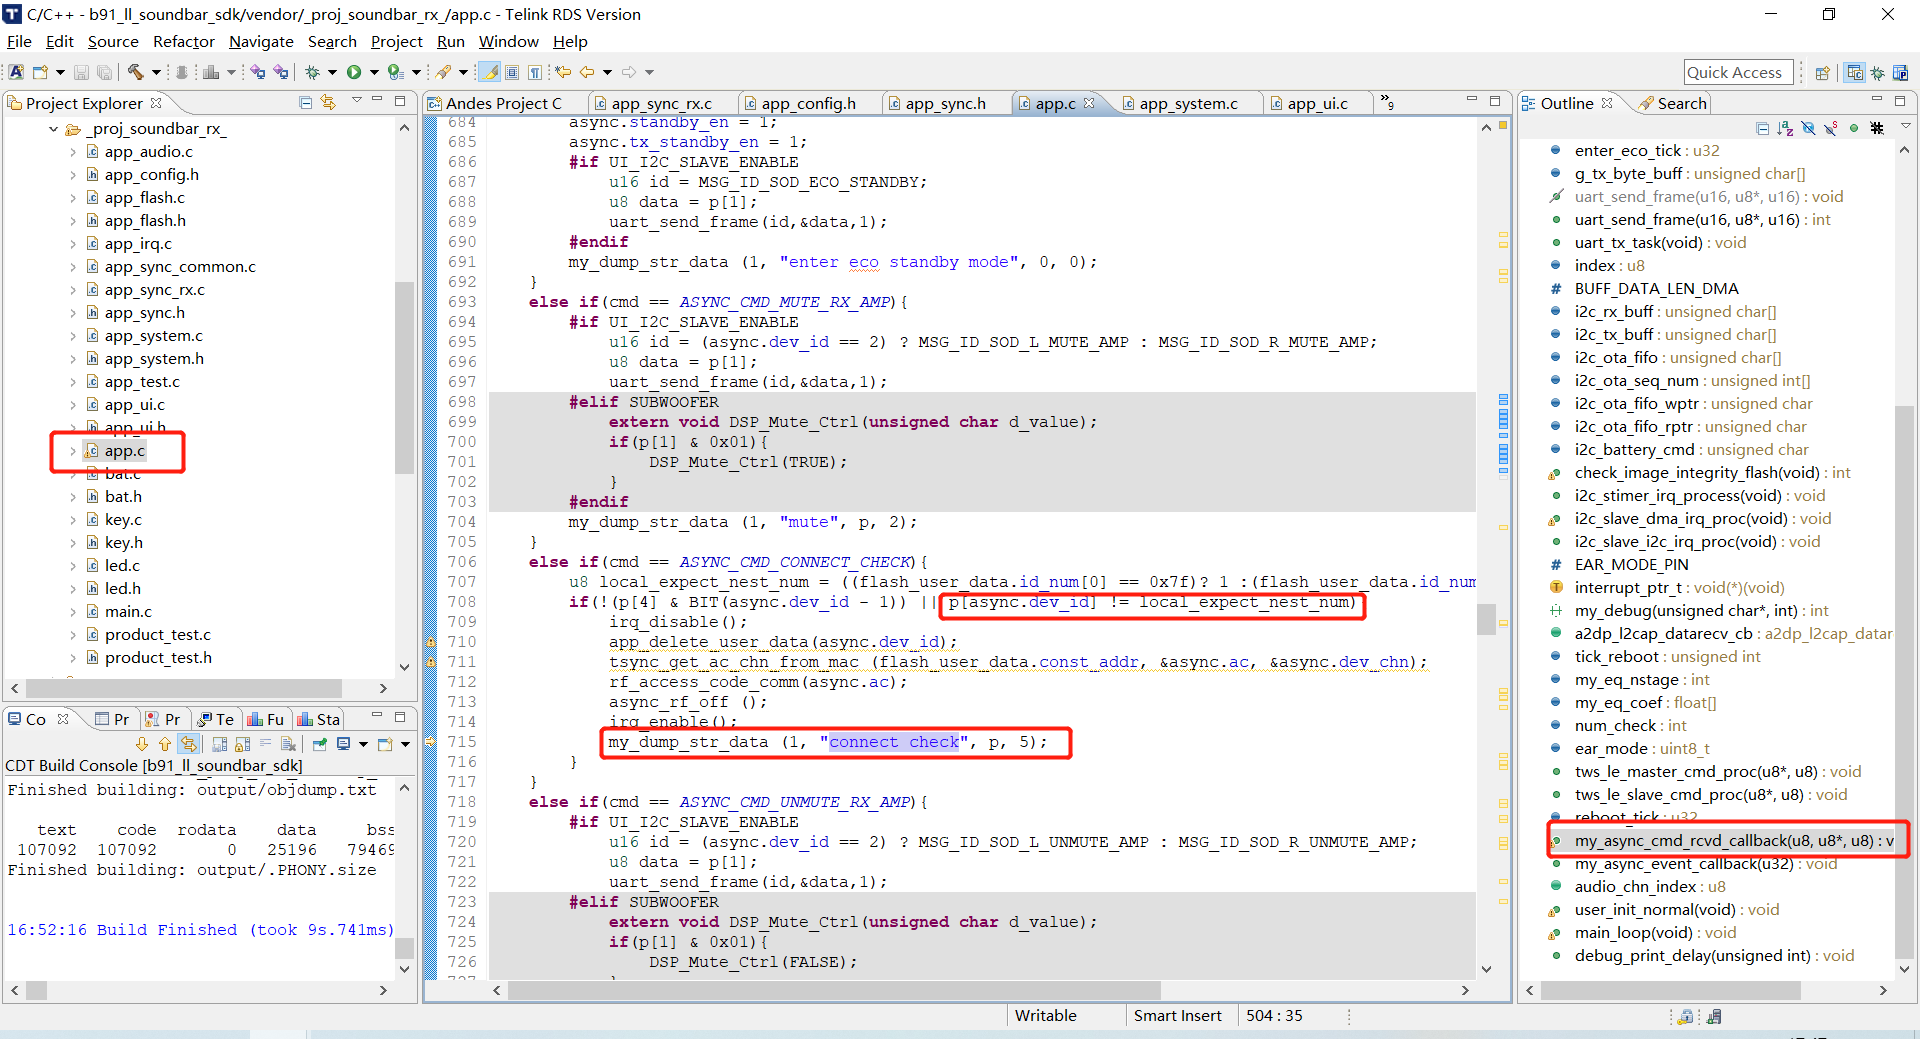 C/C++ - b91_ll_soundbar_sdk/vendor/_proj_soundbar_rx_/app.c - Telink RDS Version
File Edit Source Refactor Navigate Search Project Run Window Help
Quick Access
Project Explorer
_proj_soundbar_rx_
app_audio.c
app_config.h
app_flash.c
app_flash.h
app_irq.c
app_sync_common.c
app_sync_rx.c
app_sync.h
app_system.c
app_system.h
app_test.c
app_ui.c
app_ui.h
app.c
bat.c
bat.h
key.c
key.h
led.c
led.h
main.c
product_test.c
product_test.h
Co Pr Pr Te Fu Sta
CDT Build Console [b91_ll_soundbar_sdk]
Finished building: output/objdump.txt
text code rodata data bss
107092 107092 0 25196 79469
Finished building: output/.PHONY.size
16:52:16 Build Finished (took 9s.741ms)
Andes Project C app_sync_rx.c app_config.h app_sync.h app.c app_system.c app_ui.c »9
684 async.standby_en = 1;
685 async.tx_standby_en = 1;
686 #if UI_I2C_SLAVE_ENABLE
687 u16 id = MSG_ID_SOD_ECO_STANDBY;
688 u8 data = p[1];
689 uart_send_frame(id,&data,1);
690 #endif
691 my_dump_str_data (1, "enter eco standby mode", 0, 0);
692 }
693 else if(cmd == ASYNC_CMD_MUTE_RX_AMP){
694 #if UI_I2C_SLAVE_ENABLE
695 u16 id = (async.dev_id == 2) ? MSG_ID_SOD_L_MUTE_AMP : MSG_ID_SOD_R_MUTE_AMP;
696 u8 data = p[1];
697 uart_send_frame(id,&data,1);
698 #elif SUBWOOFER
699 extern void DSP_Mute_Ctrl(unsigned char d_value);
700 if(p[1] & 0x01){
701 DSP_Mute_Ctrl(TRUE);
702 }
703 #endif
704 my_dump_str_data (1, "mute", p, 2);
705 }
706 else if(cmd == ASYNC_CMD_CONNECT_CHECK){
707 u8 local_expect_nest_num = ((flash_user_data.id_num[0] == 0x7f)? 1 :(flash_user_data.id_num
708 if(!(p[4] & BIT(async.dev_id - 1)) || p[async.dev_id] != local_expect_nest_num)
709 irq_disable();
710 app_delete_user_data(async.dev_id);
711 tsync_get_ac_chn_from_mac (flash_user_data.const_addr, &async.ac, &async.dev_chn);
712 rf_access_code_comm(async.ac);
713 async_rf_off ();
714 irq_enable();
715 my_dump_str_data (1, "connect check", p, 5);
716 }
717 }
718 else if(cmd == ASYNC_CMD_UNMUTE_RX_AMP){
719 #if UI_I2C_SLAVE_ENABLE
720 u16 id = (async.dev_id == 2) ? MSG_ID_SOD_L_UNMUTE_AMP : MSG_ID_SOD_R_UNMUTE_AMP;
721 u8 data = p[1];
722 uart_send_frame(id,&data,1);
723 #elif SUBWOOFER
724 extern void DSP_Mute_Ctrl(unsigned char d_value);
725 if(p[1] & 0x01){
726 DSP_Mute_Ctrl(FALSE);
727 }
Outline Search
enter_eco_tick : u32
g_tx_byte_buff : unsigned char[]
uart_send_frame(u16, u8*, u16) : void
uart_send_frame(u16, u8*, u16) : int
uart_tx_task(void) : void
index : u8
BUFF_DATA_LEN_DMA
i2c_rx_buff : unsigned char[]
i2c_tx_buff : unsigned char[]
i2c_ota_fifo : unsigned char[]
i2c_ota_seq_num : unsigned int[]
i2c_ota_fifo_wptr : unsigned char
i2c_ota_fifo_rptr : unsigned char
i2c_battery_cmd : unsigned char
check_image_integrity_flash(void) : int
i2c_stimer_irq_process(void) : void
i2c_slave_dma_irq_proc(void) : void
i2c_slave_i2c_irq_proc(void) : void
EAR_MODE_PIN
interrupt_ptr_t : void(*)(void)
my_debug(unsigned char*, int) : int
a2dp_l2cap_datarecv_cb : a2dp_l2cap_datar
tick_reboot : unsigned int
my_eq_nstage : int
my_eq_coef : float[]
num_check : int
ear_mode : uint8_t
tws_le_master_cmd_proc(u8*, u8) : void
tws_le_slave_cmd_proc(u8*, u8) : void
reboot_tick : u32
my_async_cmd_rcvd_callback(u8, u8*, u8) : v
my_async_event_callback(u32) : void
audio_chn_index : u8
user_init_normal(void) : void
main_loop(void) : void
debug_print_delay(unsigned int) : void
Writable Smart Insert 504 : 35